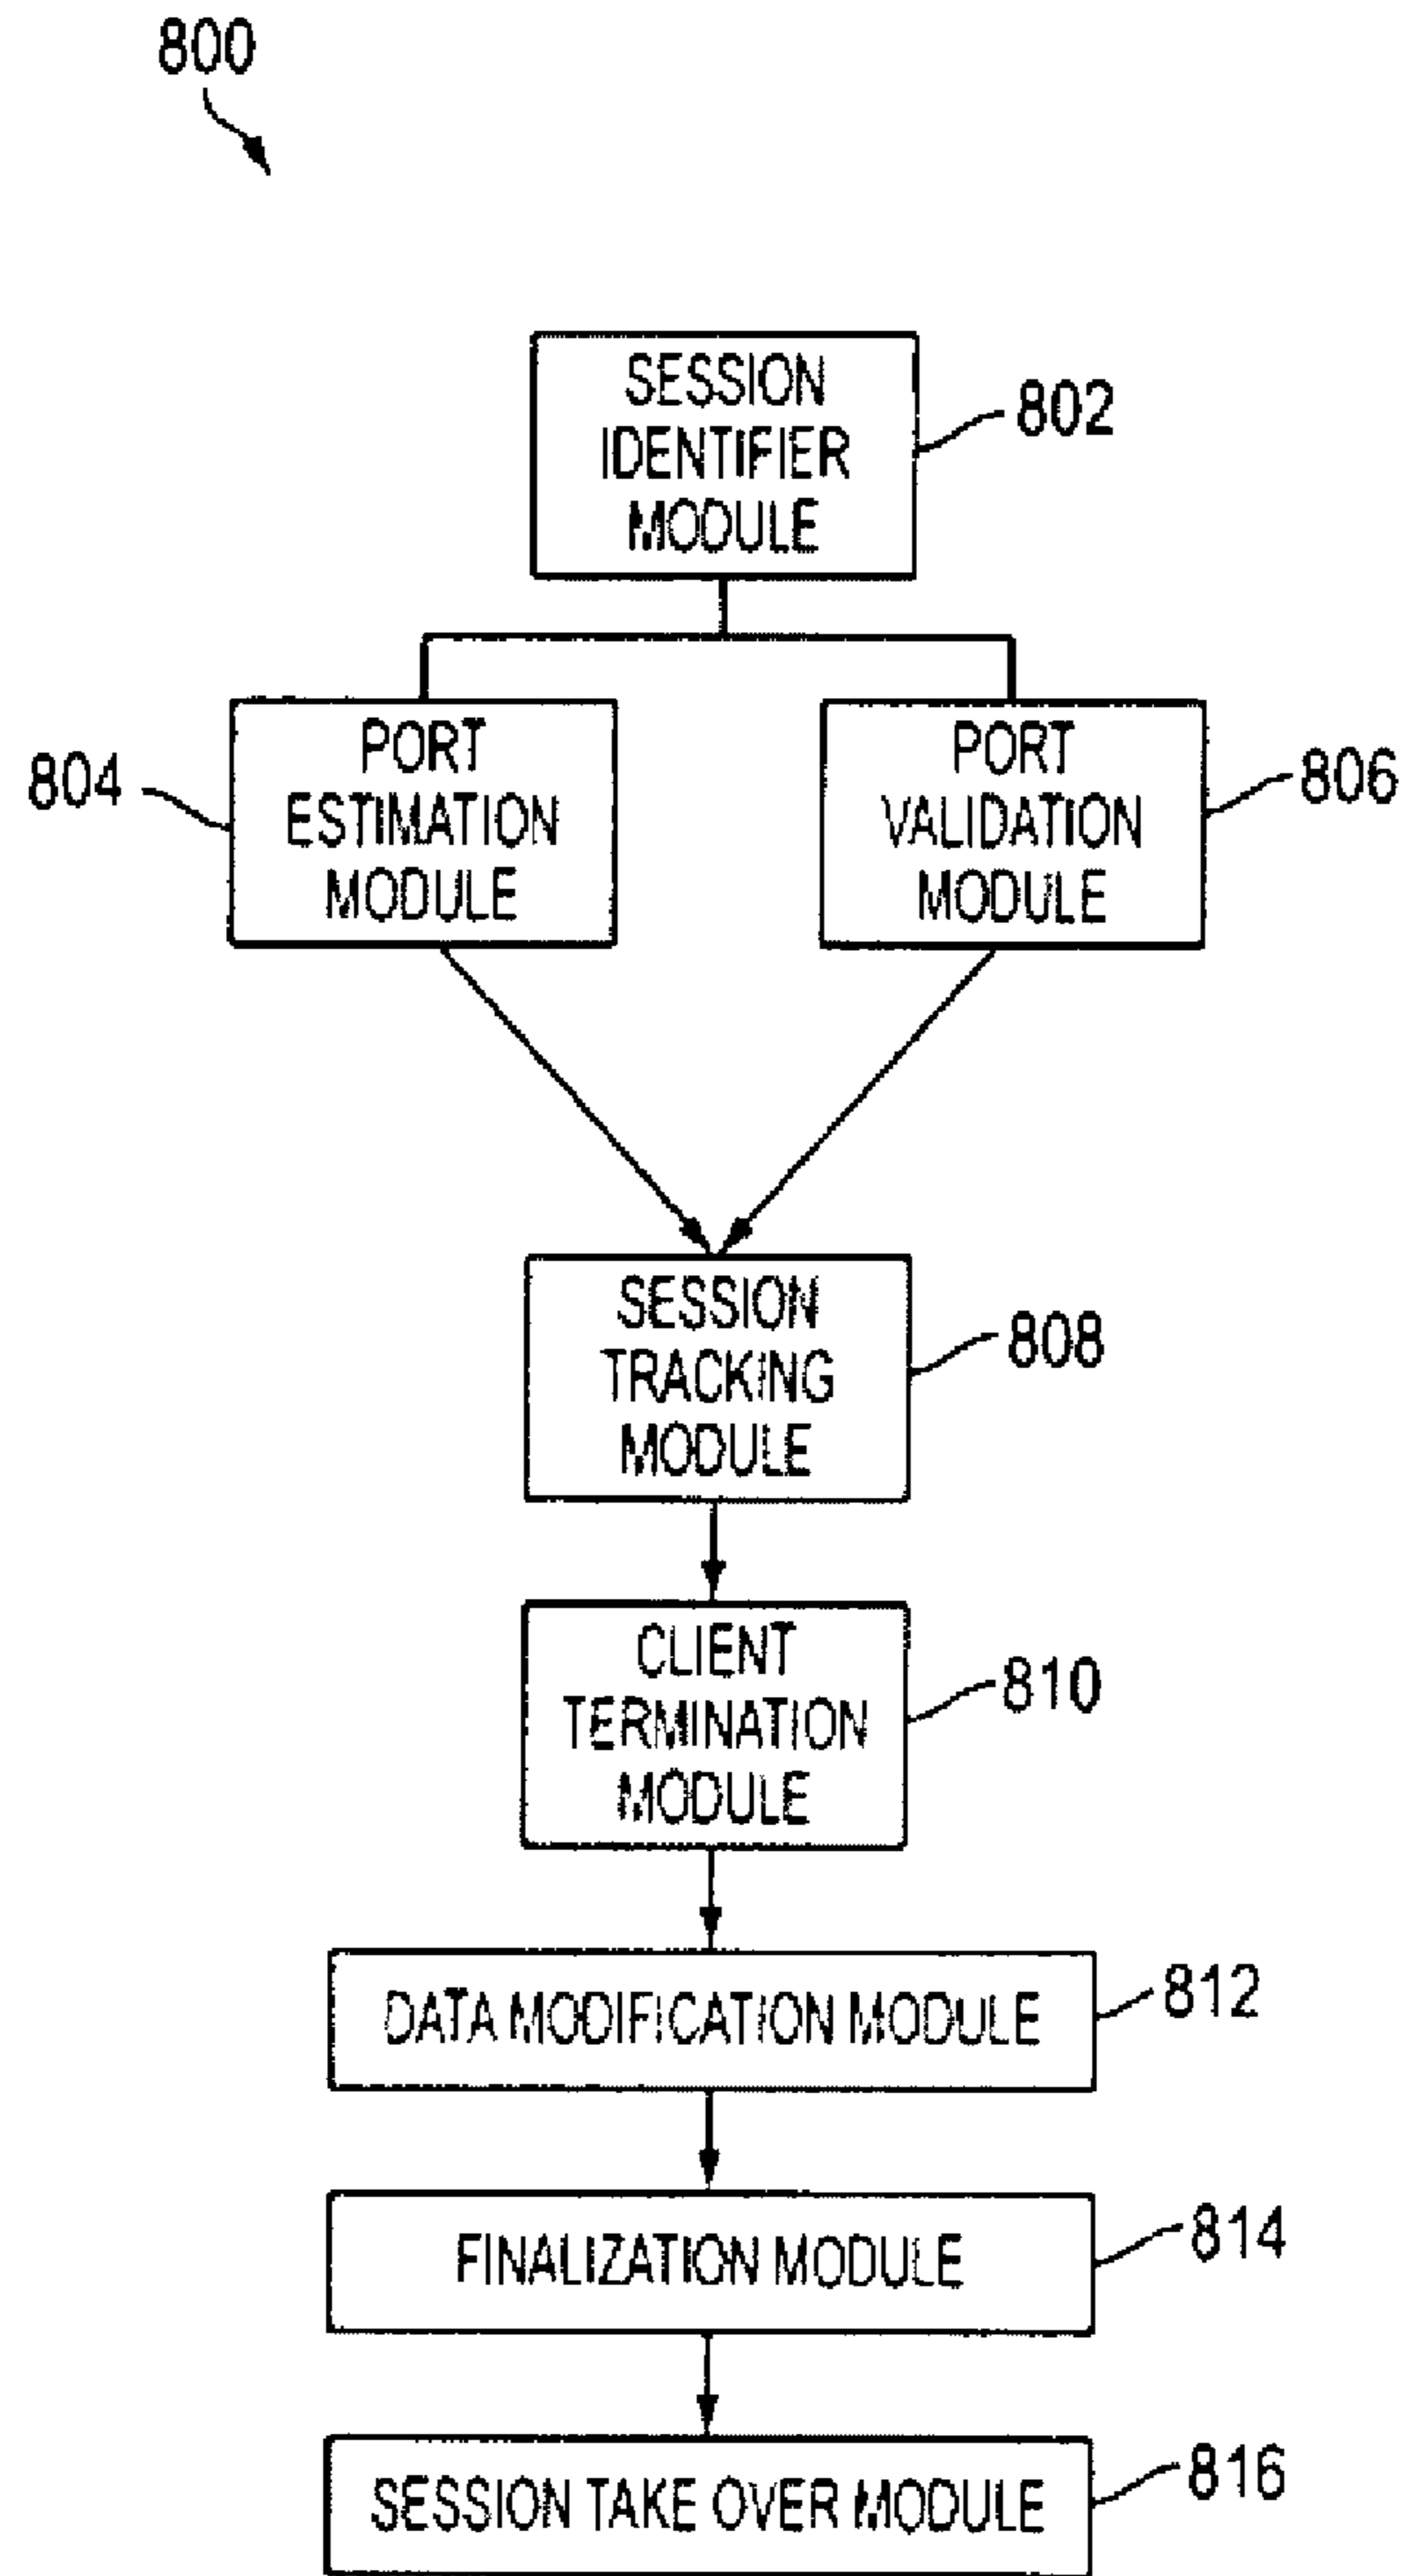 800
SESSION
IDENTIFIER
MODULE
802
804
PORT
ESTIMATION
MODULE
PORT
VALIDATION
MODULE
806
SESSION
TRACKING
MODULE
808
CLIENT
TERMINATION
MODULE
810
DATA MODIFICATION MODULE
812
FINALIZATION MODULE
814
SESSION TAKE OVER MODULE
816